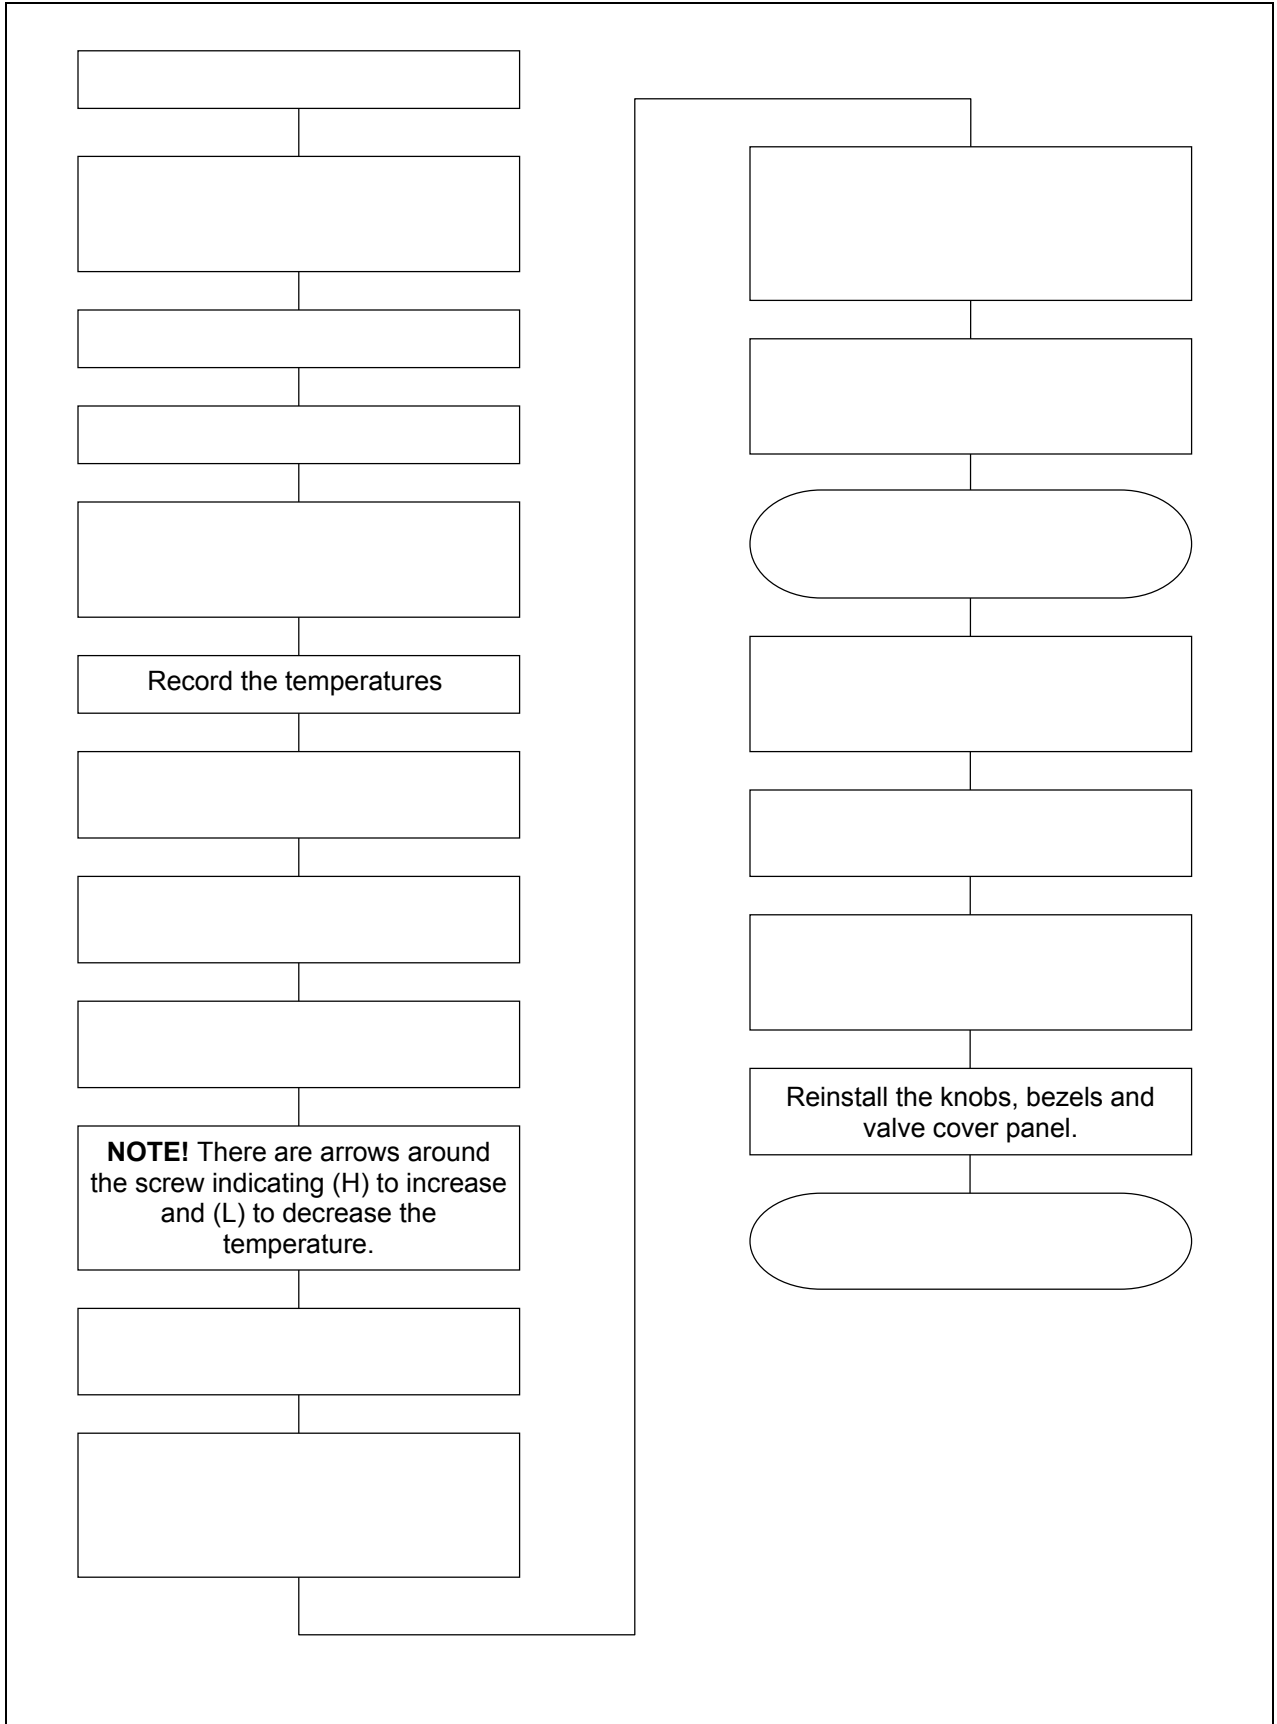 Record the temperatures
NOTE! There are arrows around
the screw indicating (H) to increase
and (L) to decrease the
temperature.
Reinstall the knobs, bezels and
valve cover panel.